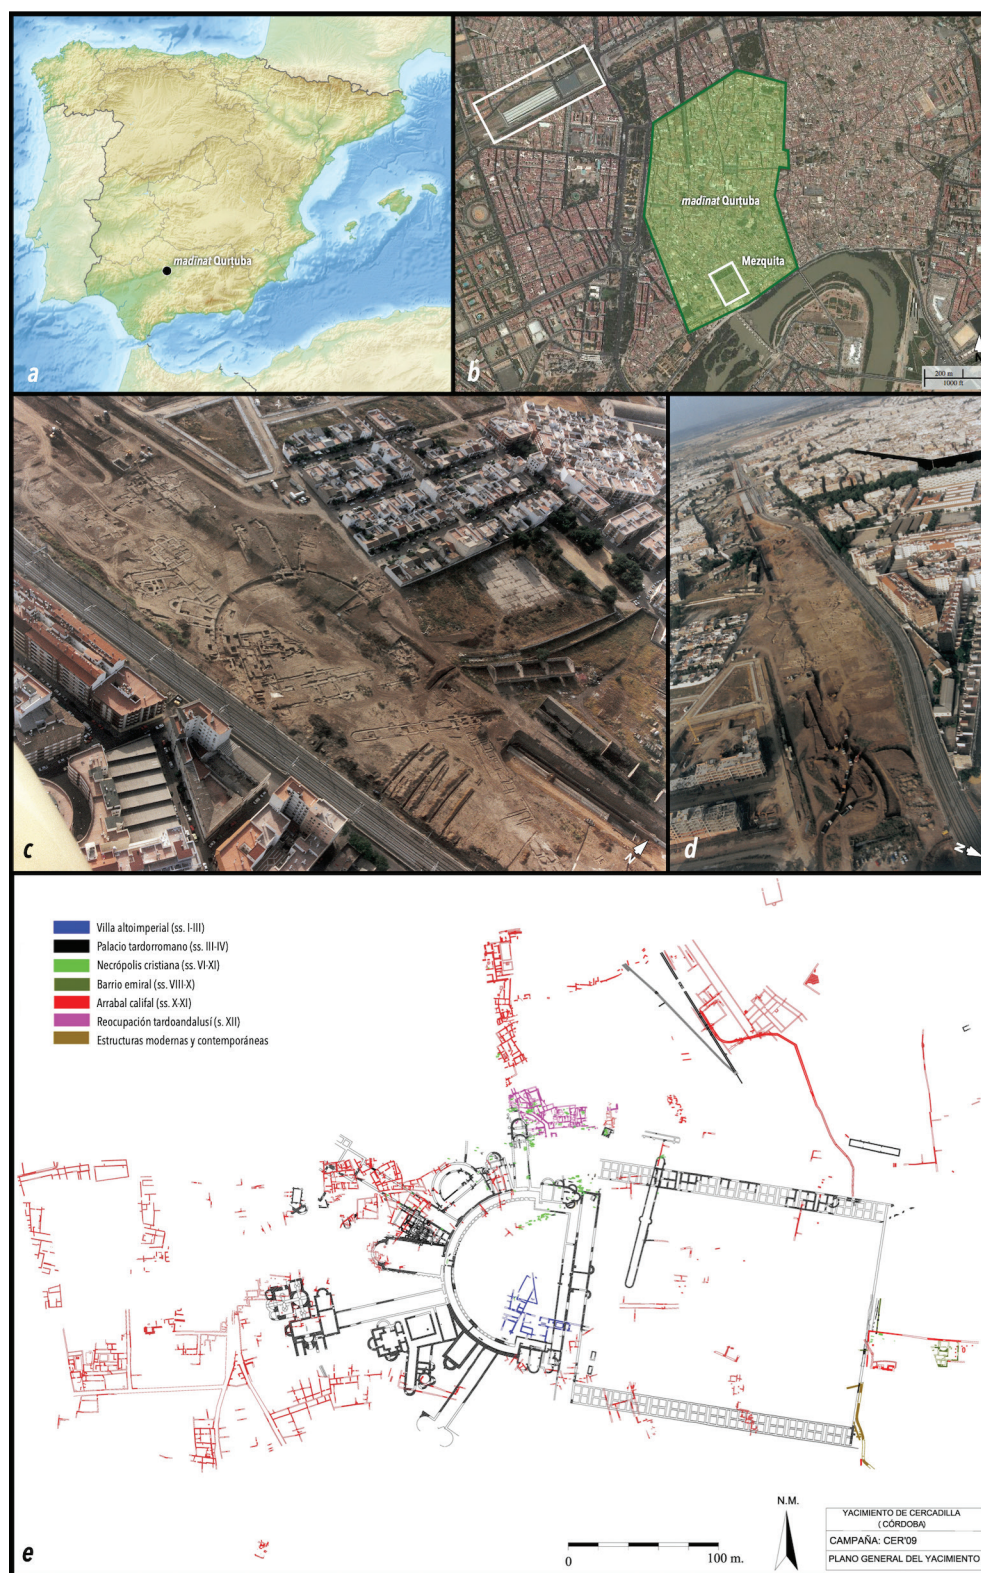 madinat Qurṭuba
a
madinat Qurṭuba
Mezquita
200 m
1000 ft
b
c
N
d
N
Villa altoimperial (ss. I-III)
Palacio tardorromano (ss. III-IV)
Necrópolis cristiana (ss. VI-XI)
Barrio emiral (ss. VIII-X)
Arrabal califal (ss. X-XI)
Reocupación tardoandalusí (s. XII)
Estructuras modernas y contemporáneas
e
0
100 m.
N.M.
YACIMIENTO DE CERCADILLA
( CÓRDOBA)
CAMPAÑA: CER'09
PLANO GENERAL DEL YACIMIENTO